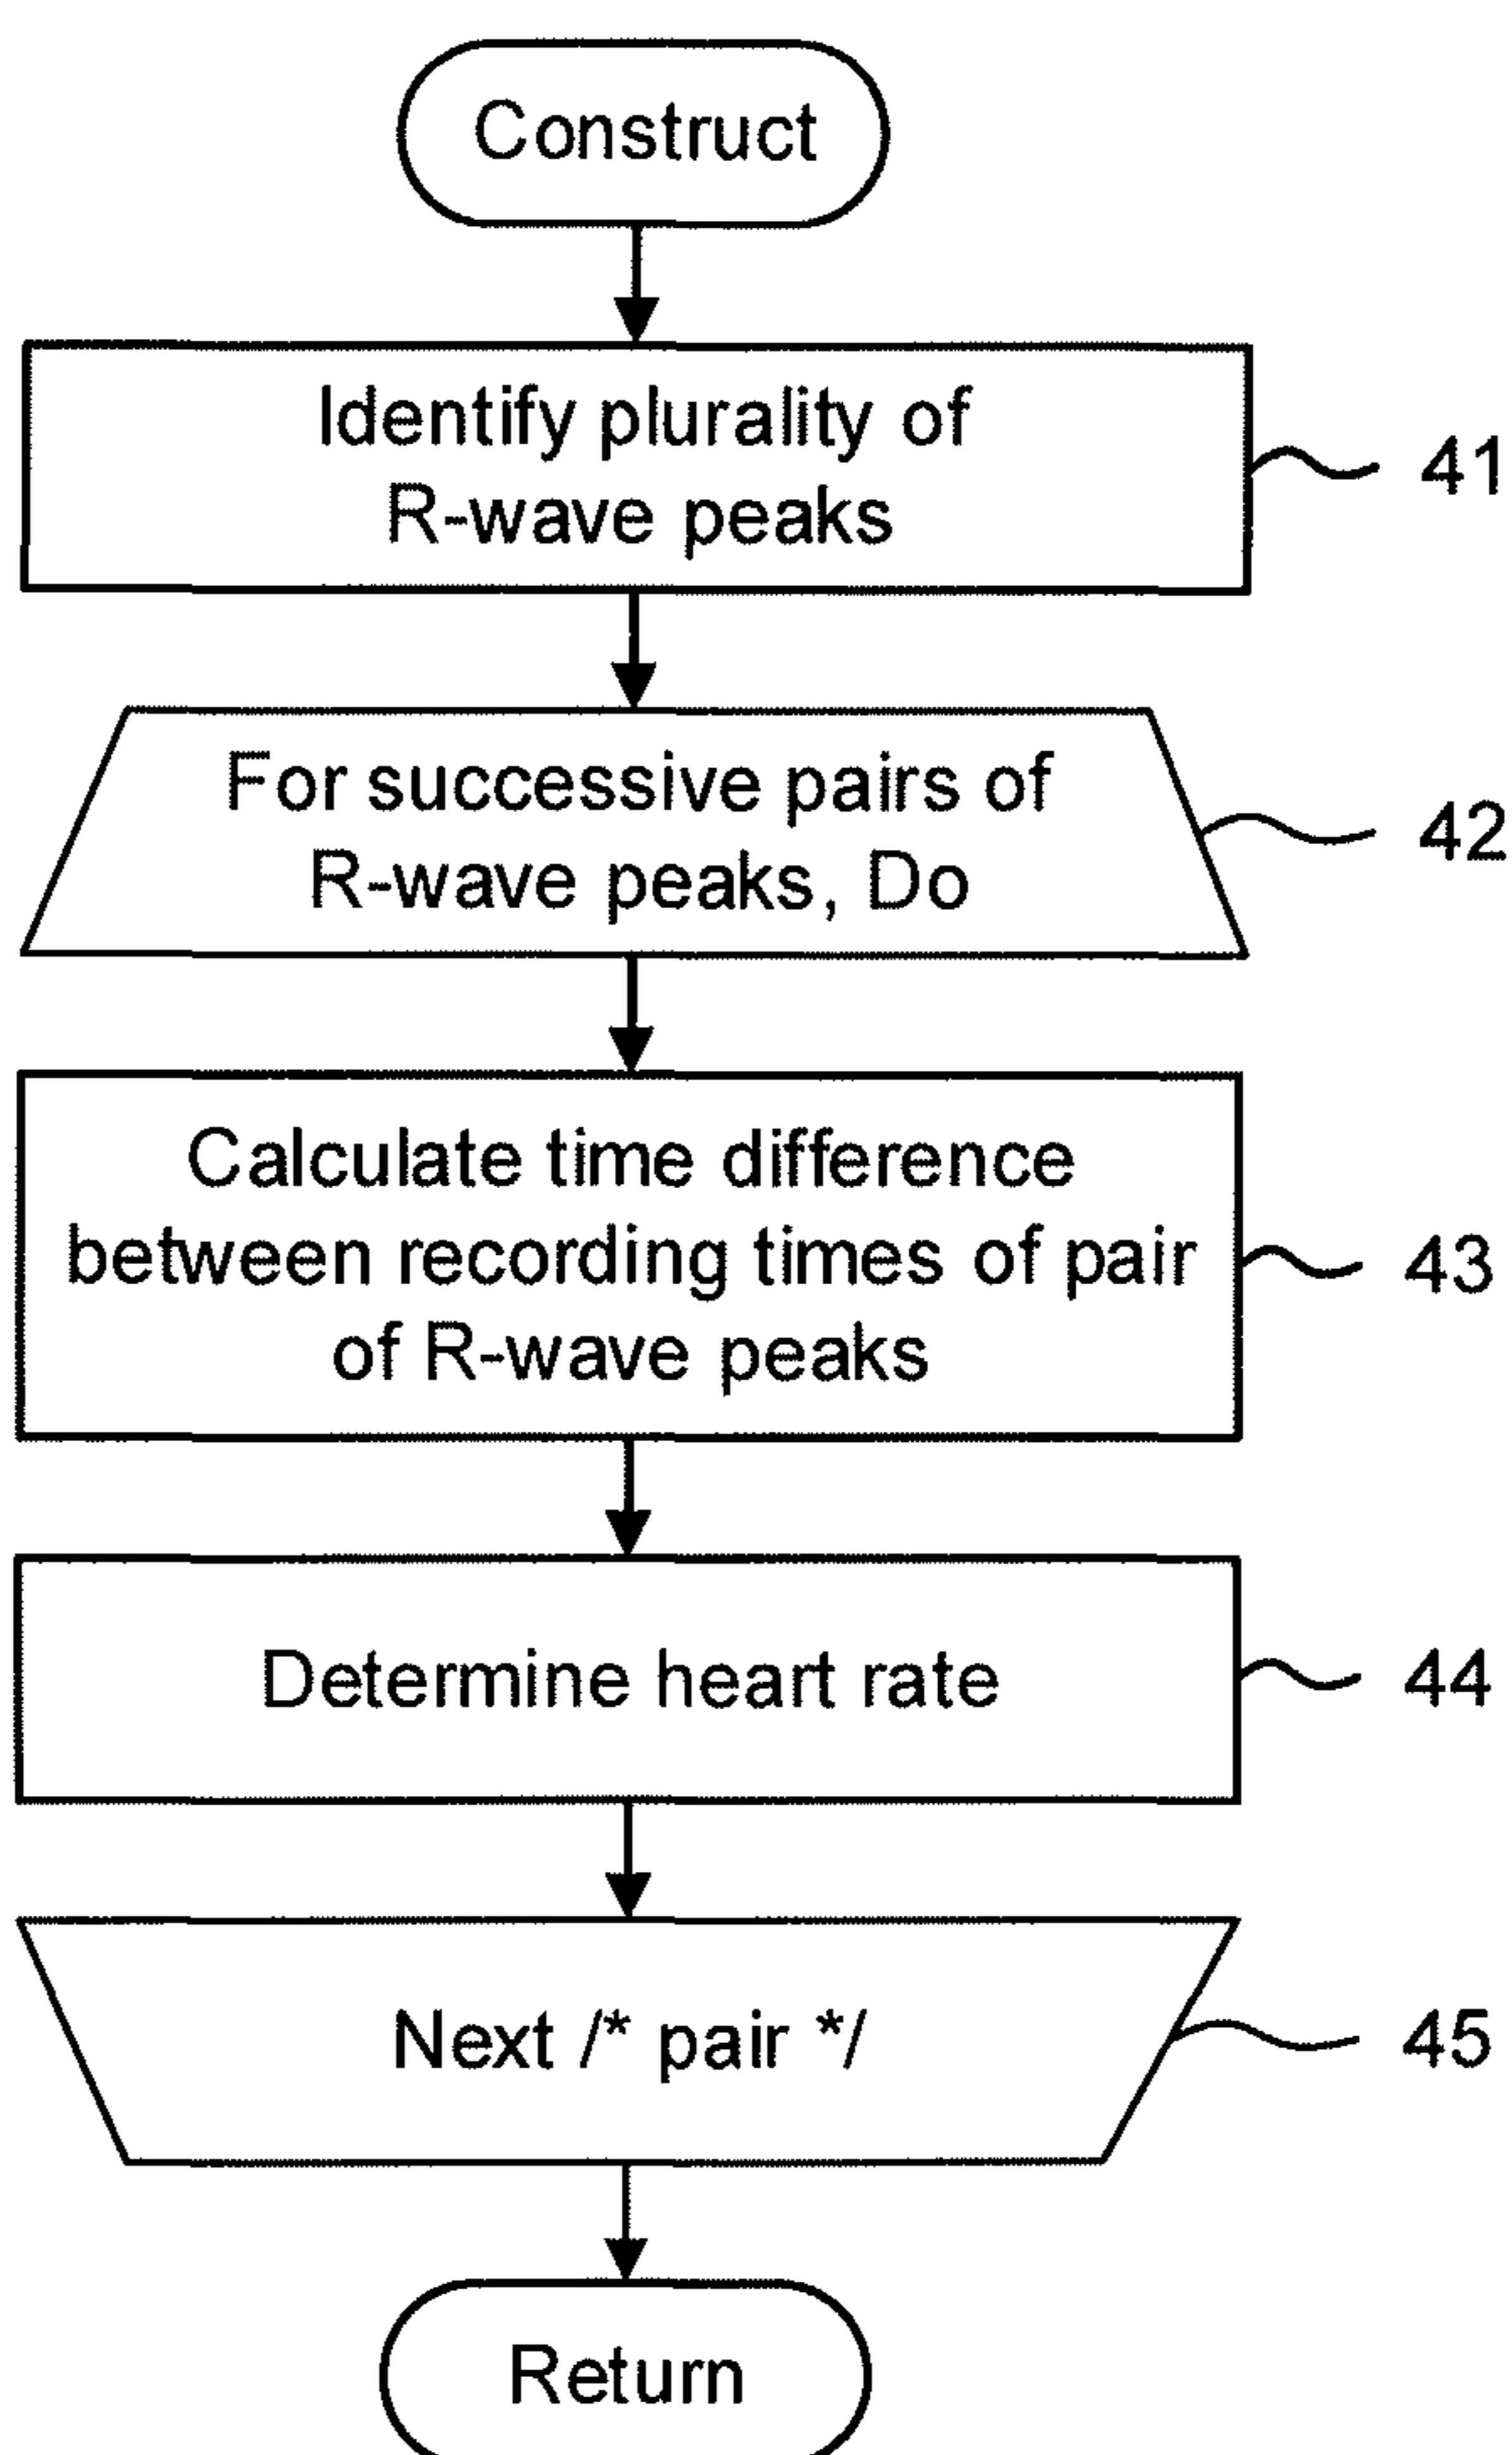 Construct
Identify plurality of
R-wave peaks
41
For successive pairs of
R-wave peaks, Do
42
Calculate time difference
between recording times of pair
of R-wave peaks
43
Determine heart rate
44
Next /* pair */
45
Return